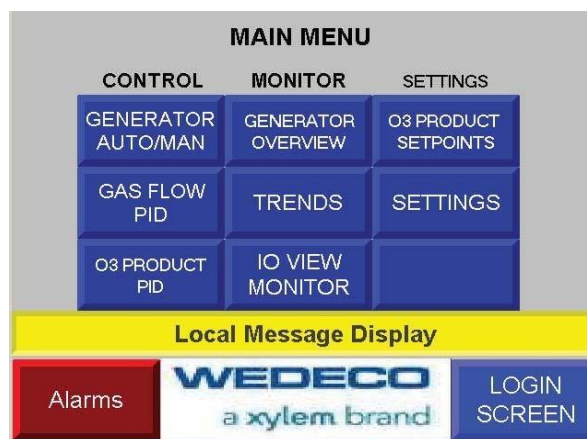 MAIN MENU
CONTROL MONITOR SETTINGS
GENERATOR AUTO/MAN
GENERATOR OVERVIEW
O3 PRODUCT SETPOINTS
GAS FLOW PID
TRENDS
SETTINGS
O3 PRODUCT PID
IO VIEW MONITOR
Local Message Display
Alarms
WEDECO
a xylem brand
LOGIN SCREEN